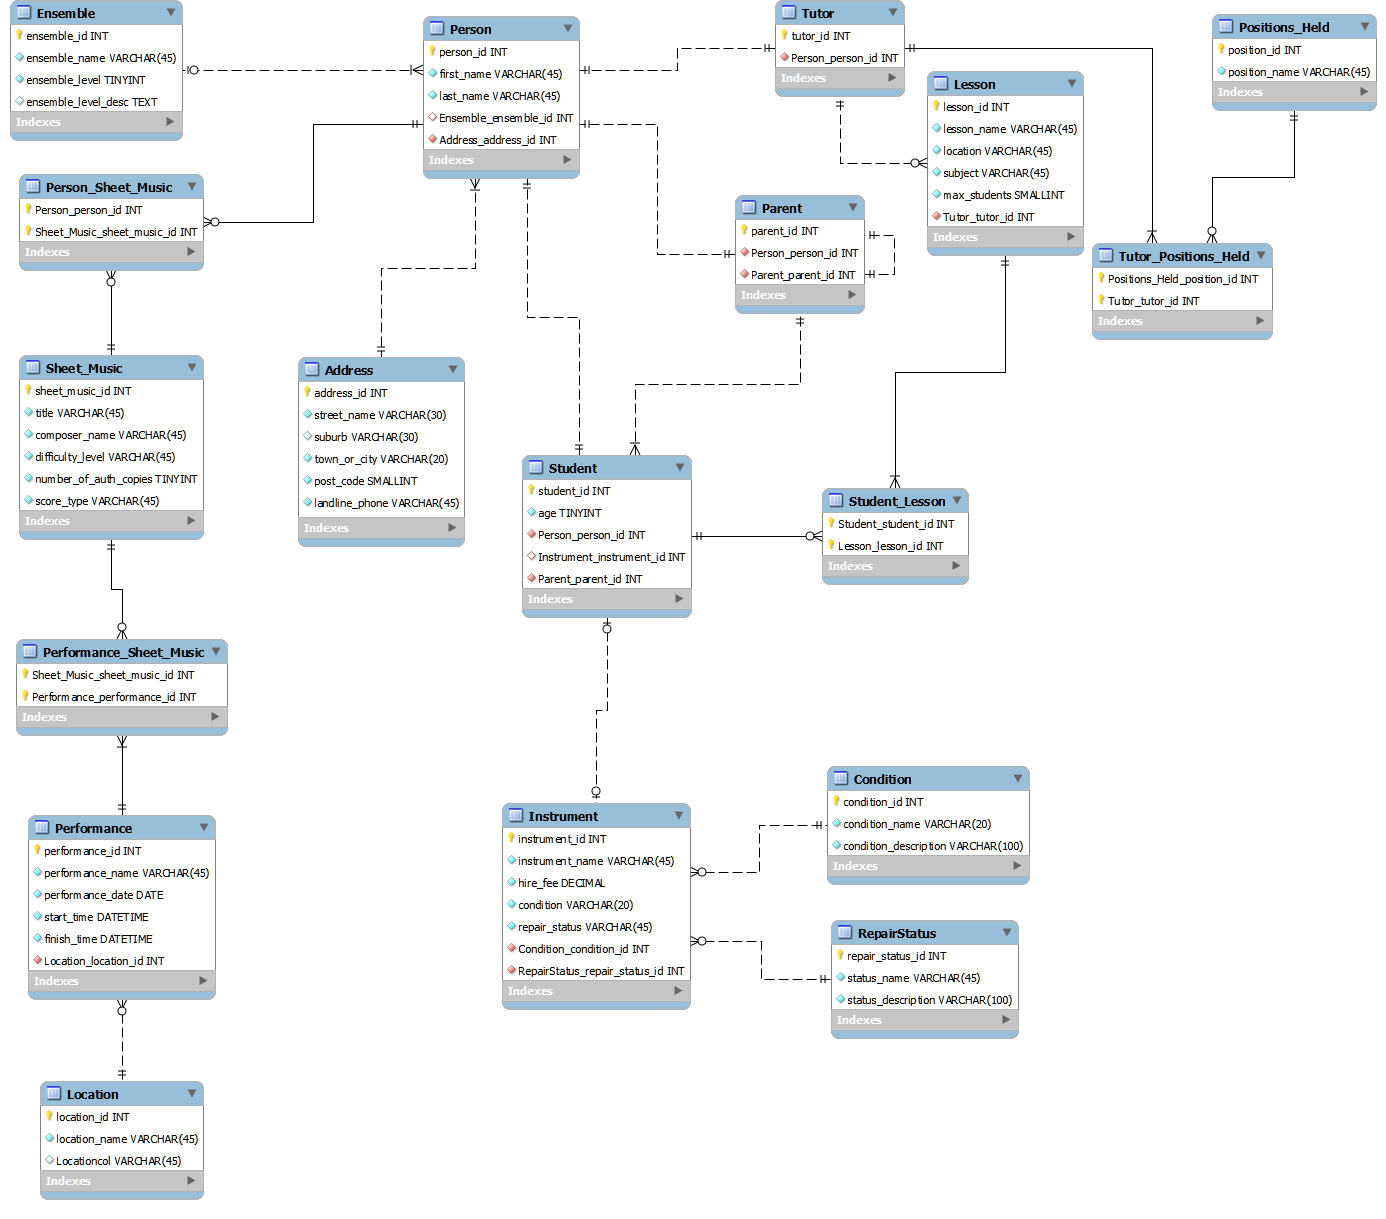 Ensemble
ensemble_id INT
ensemble_name VARCHAR(45)
ensemble_level TINYINT
ensemble_level_desc TEXT
Indexes
Person
person_id INT
first_name VARCHAR(45)
last_name VARCHAR(45)
Ensemble_ensemble_id INT
Address_address_id INT
Indexes
Tutor
tutor_id INT
Person_person_id INT
Indexes
Lesson
lesson_id INT
lesson_name VARCHAR(45)
location VARCHAR(45)
subject VARCHAR(45)
max_students SMALLINT
Tutor_tutor_id INT
Indexes
Positions_Held
position_id INT
position_name VARCHAR(45)
Indexes
Person_Sheet_Music
Person_person_id INT
Sheet_Music_sheet_music_id INT
Indexes
Parent
parent_id INT
Person_person_id INT
Parent_parent_id INT
Indexes
Tutor_Positions_Held
Positions_Held_position_id INT
Tutor_tutor_id INT
Indexes
Sheet_Music
sheet_music_id INT
title VARCHAR(45)
composer_name VARCHAR(45)
difficulty_level VARCHAR(45)
number_of_auth_copies TINYINT
score_type VARCHAR(45)
Indexes
Address
address_id INT
street_name VARCHAR(30)
suburb VARCHAR(30)
town_or_city VARCHAR(20)
post_code SMALLINT
landline_phone VARCHAR(45)
Indexes
Student
student_id INT
age TINYINT
Person_person_id INT
Instrument_instrument_id INT
Parent_parent_id INT
Indexes
Student_Lesson
Student_student_id INT
Lesson_lesson_id INT
Indexes
Performance_Sheet_Music
Sheet_Music_sheet_music_id INT
Performance_performance_id INT
Indexes
Performance
performance_id INT
performance_name VARCHAR(45)
performance_date DATE
start_time DATETIME
finish_time DATETIME
Location_location_id INT
Indexes
Instrument
instrument_id INT
instrument_name VARCHAR(45)
hire_fee DECIMAL
condition VARCHAR(20)
repair_status VARCHAR(45)
Condition_condition_id INT
RepairStatus_repair_status_id INT
Indexes
Condition
condition_id INT
condition_name VARCHAR(20)
condition_description VARCHAR(100)
Indexes
RepairStatus
repair_status_id INT
status_name VARCHAR(45)
status_description VARCHAR(100)
Indexes
Location
location_id INT
location_name VARCHAR(45)
Locationcol VARCHAR(45)
Indexes